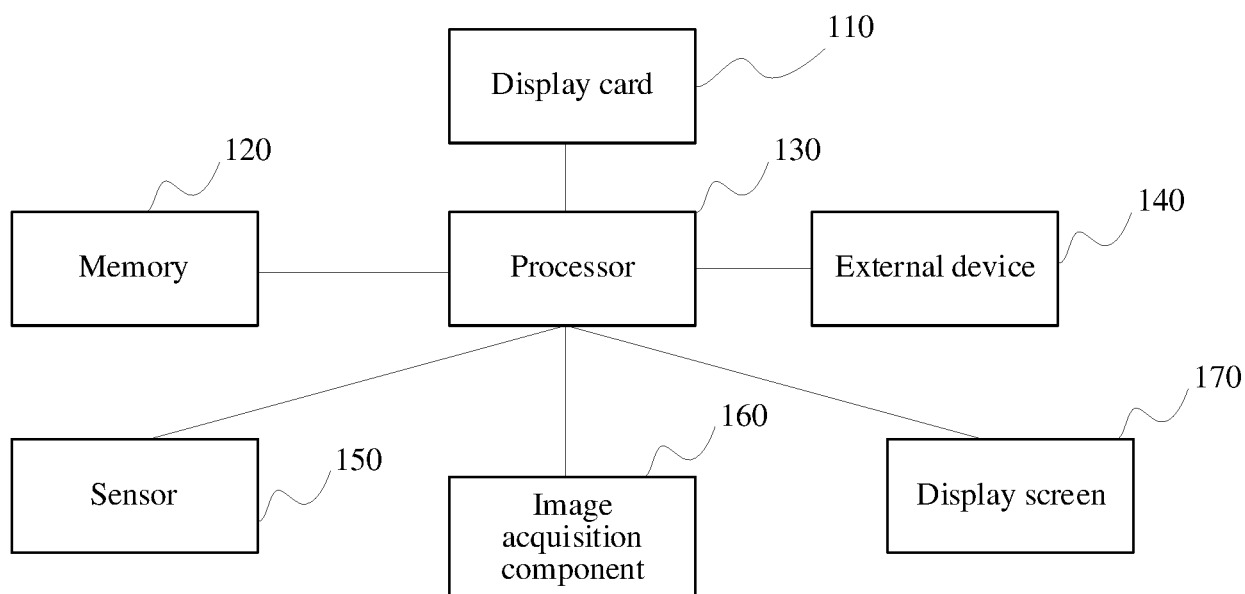 110
Display card
120
130
140
Memory
Processor
External device
170
160
150
Sensor
Image
acquisition
component
Display screen